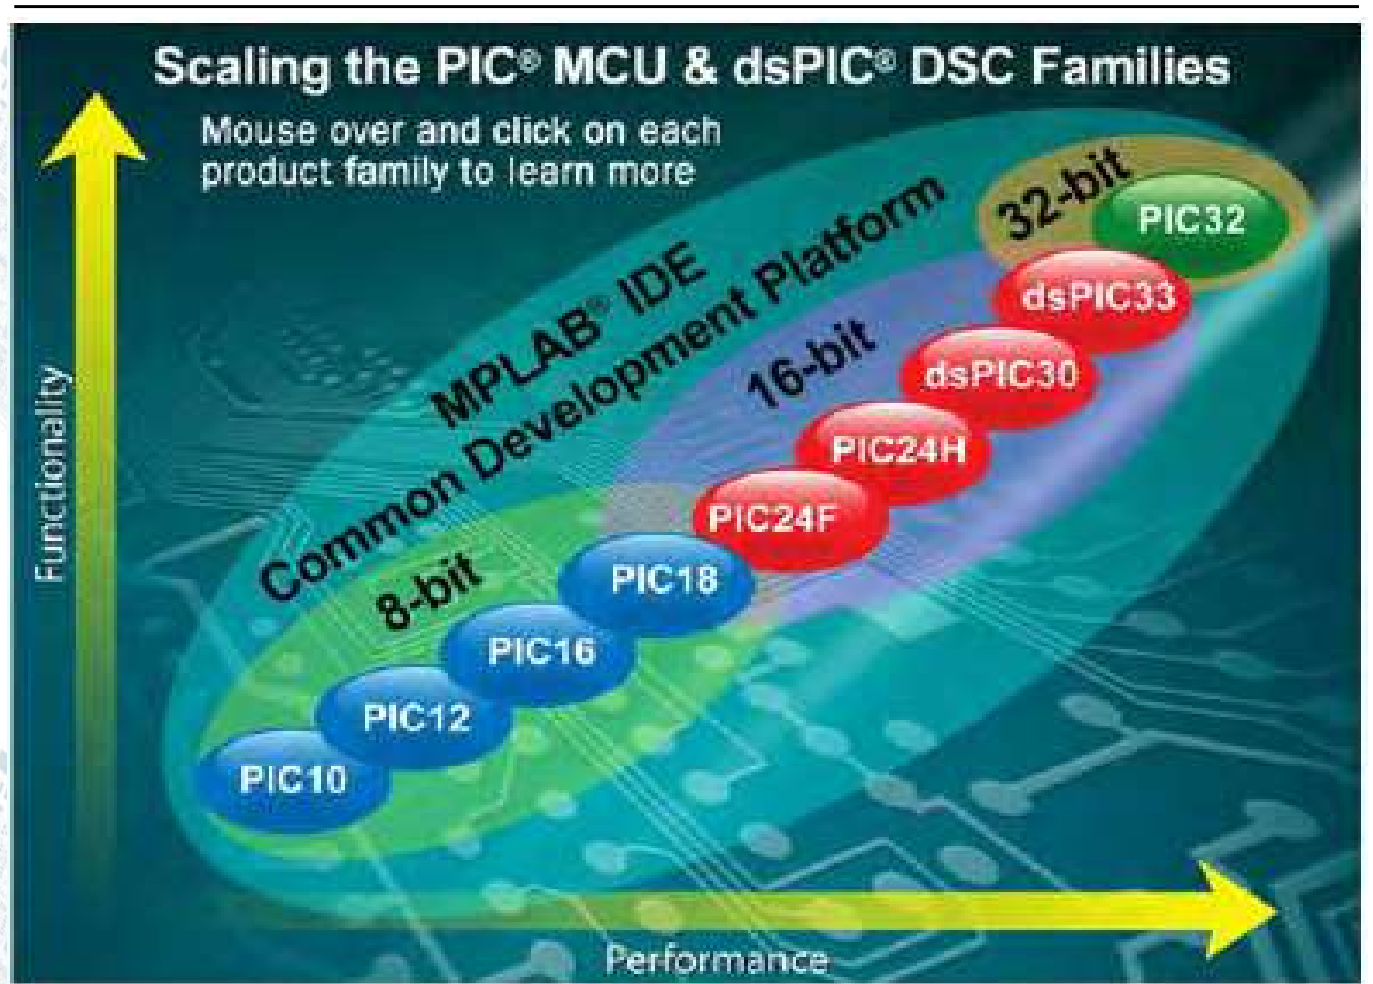 Scaling the PIC® MCU & dsPIC® DSC Families
Mouse over and click on each
product family to learn more
Functionality
MPLAB® IDE
Common Development Platform
32-bit
PIC32
dsPIC33
16-bit
dsPIC30
PIC24H
PIC24F
8-bit
PIC18
PIC16
PIC12
PIC10
Performance